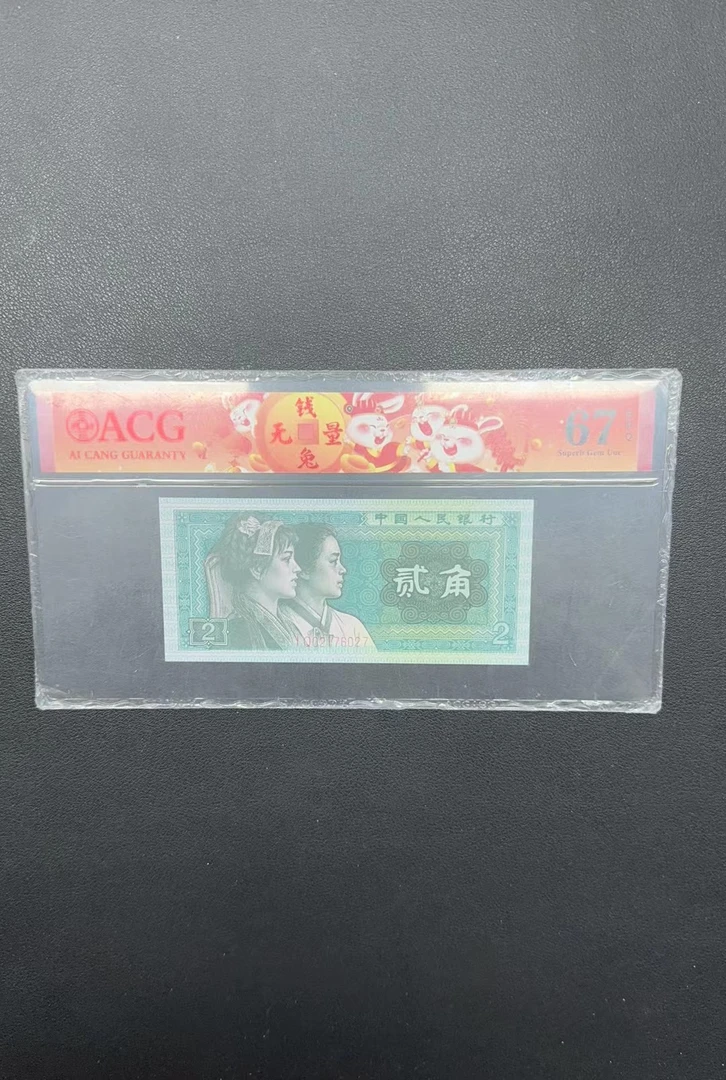 ACG
AI CANG GUARANTY
钱
无 量
兔
67
Superb Gem Unc
中国人民银行
贰角
2
2